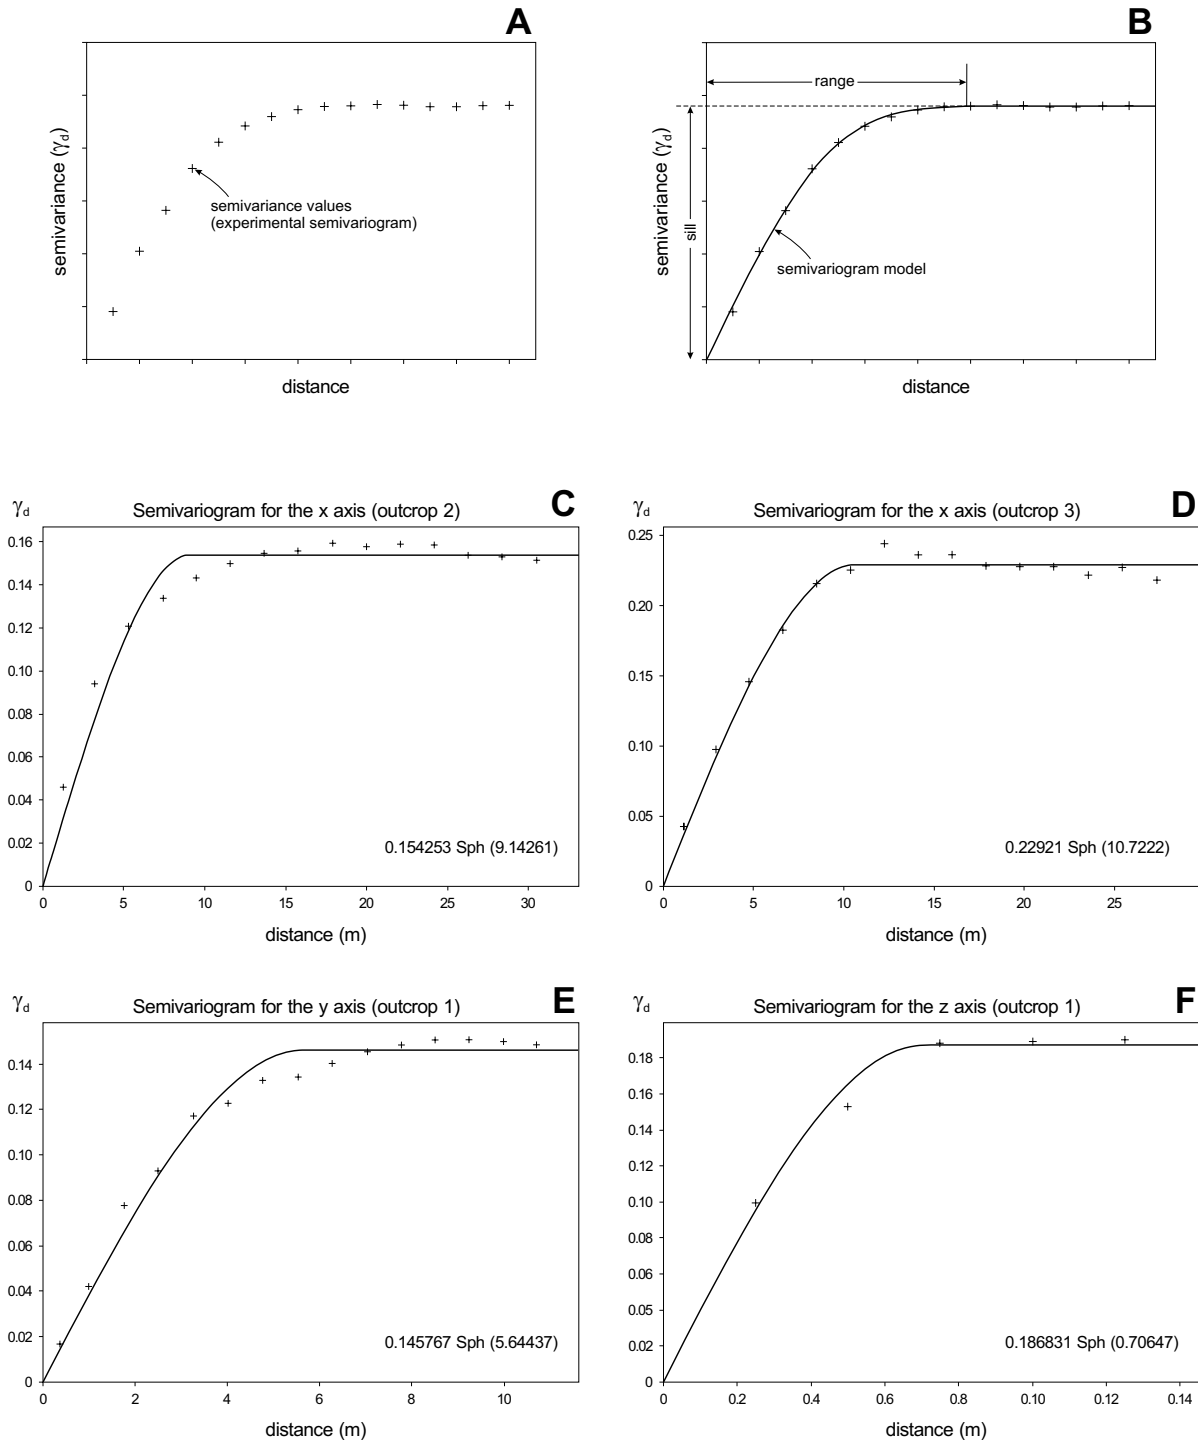 A
semivariance (γd)
semivariance values
(experimental semivariogram)
distance
B
semivariance (γd)
range
sill
semivariogram model
distance
γd
Semivariogram for the x axis (outcrop 2)
C
0.16
0.14
0.12
0.10
0.08
0.06
0.04
0.02
0
0.154253 Sph (9.14261)
0 5 10 15 20 25 30
distance (m)
γd
Semivariogram for the x axis (outcrop 3)
D
0.25
0.20
0.15
0.10
0.05
0
0.22921 Sph (10.7222)
0 5 10 15 20 25
distance (m)
γd
Semivariogram for the y axis (outcrop 1)
E
0.14
0.12
0.10
0.08
0.06
0.04
0.02
0
0.145767 Sph (5.64437)
0 2 4 6 8 10
distance (m)
γd
Semivariogram for the z axis (outcrop 1)
F
0.18
0.16
0.14
0.12
0.10
0.08
0.06
0.05
0.02
0
0.186831 Sph (0.70647)
0 0.2 0.4 0.6 0.8 0.10 0.12 0.14
distance (m)